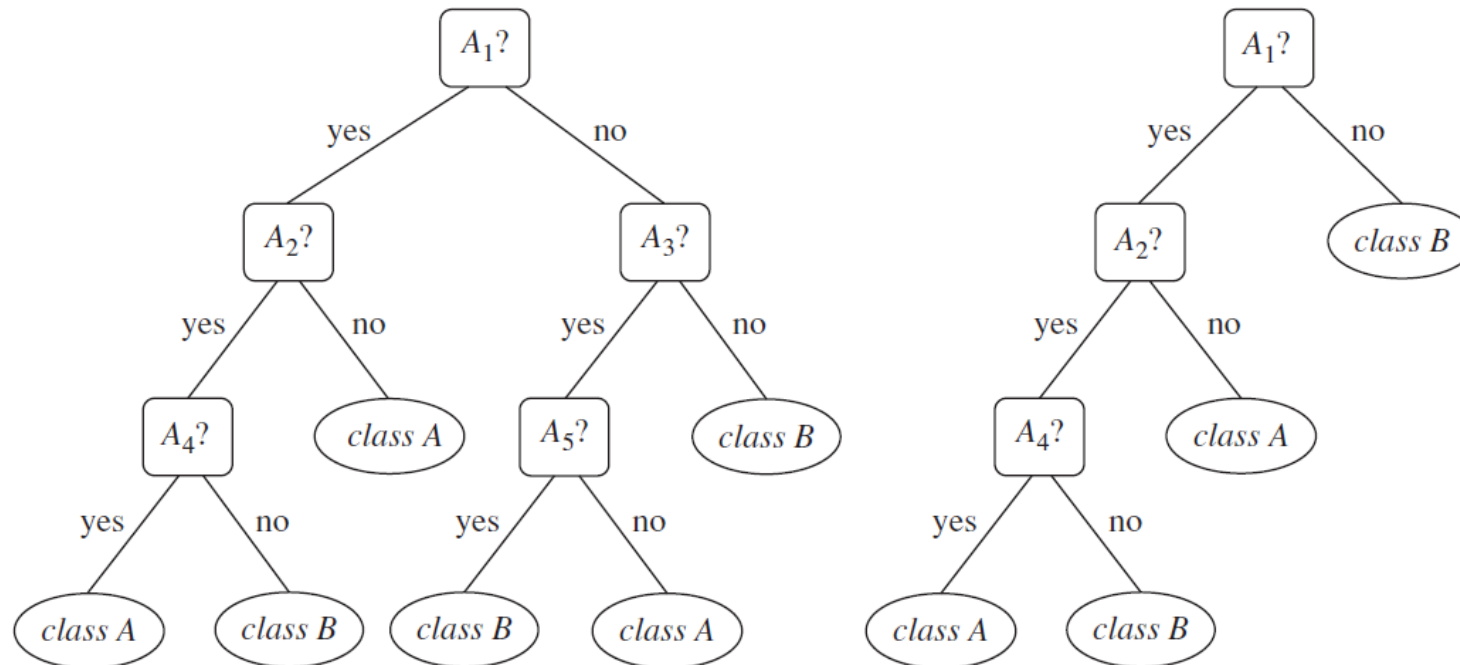 A₁? A₁?
yes no yes no
A₂? A₃? A₂? class B
yes no yes no yes no
A₄? class A A₅? class B A₄? class A
yes no yes no yes no
class A class B class B class A class A class B